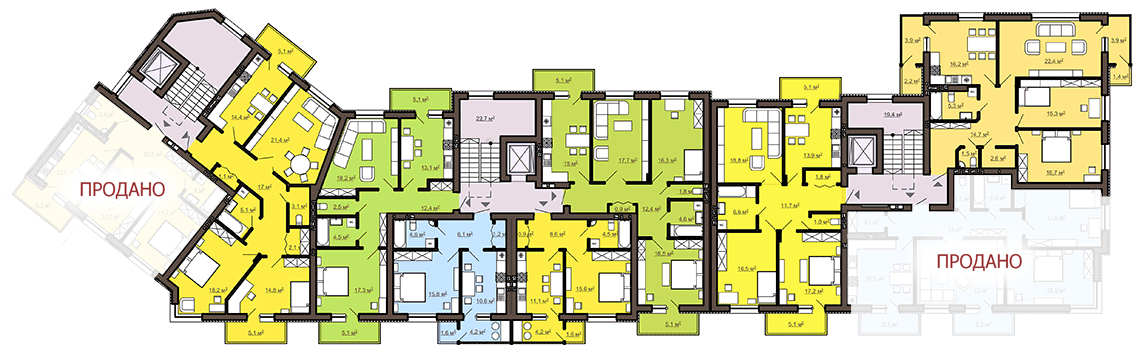 5,1 м²
14,4 м²
21,4 м²
17 м²
5,1 м²
3,1 м²
2,1 м²
18,2 м²
14,8 м²
5,1 м²
ПРОДАНО
5,1 м²
18,2 м²
13,1 м²
2,5 м²
12,4 м²
4,5 м²
17,3 м²
5,1 м²
22,7 м²
4,6 м²
6,1 м²
15,8 м²
10,6 м²
1,6 м²
4,2 м²
0,9 м²
6,6 м²
4,5 м²
11,1 м²
15,6 м²
4,2 м²
1,6 м²
5,1 м²
15 м²
17,7 м²
16,3 м²
1,8 м²
0,9 м²
12,4 м²
4,6 м²
16,5 м²
5,1 м²
5,1 м²
18,8 м²
13,9 м²
1,8 м²
6,6 м²
11,7 м²
1,8 м²
16,5 м²
17,2 м²
5,1 м²
19,4 м²
3,9 м²
16,2 м²
22,4 м²
3,9 м²
2,2 м²
1,4 м²
5,3 м²
15,3 м²
14,7 м²
1,5 м²
2,6 м²
16,7 м²
ПРОДАНО